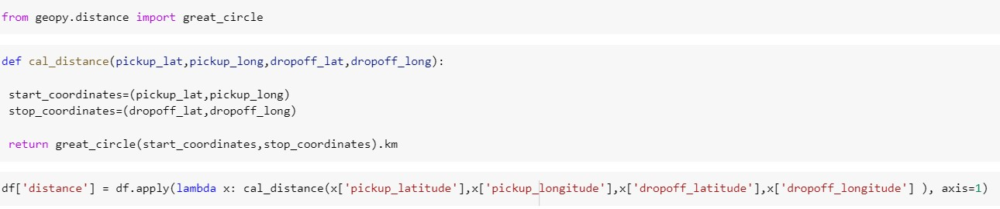 from geopy.distance import great_circle
def cal_distance(pickup_lat,pickup_long,dropoff_lat,dropoff_long):
start_coordinates=(pickup_lat,pickup_long)
stop_coordinates=(dropoff_lat,dropoff_long)
return great_circle(start_coordinates,stop_coordinates).km
df['distance'] = df.apply(lambda x: cal_distance(x['pickup_latitude'],x['pickup_longitude'],x['dropoff_latitude'],x['dropoff_longitude'] ), axis=1)